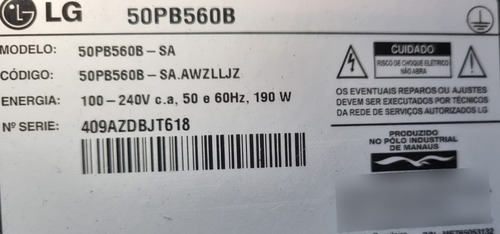 LG 50PB560B
MODELO: 50PB560B-SA
CÓDIGO: 50PB560B-SA.AWZLLJZ
ENERGIA: 100-240V c.a, 50 e 60Hz, 190 W
Nº SERIE: 409AZDBJT618
CUIDADO
RISCO DE CHOQUE ELÉTRICO
NÃO ABRA
OS EVENTUAIS REPAROS OU AJUSTES
DEVEM SER EXECUTADOS POR TÉCNICOS
DA REDE DE SERVIÇOS AUTORIZADOS LG
PRODUZIDO
NO PÓLO INDUSTRIAL
DE MANAUS